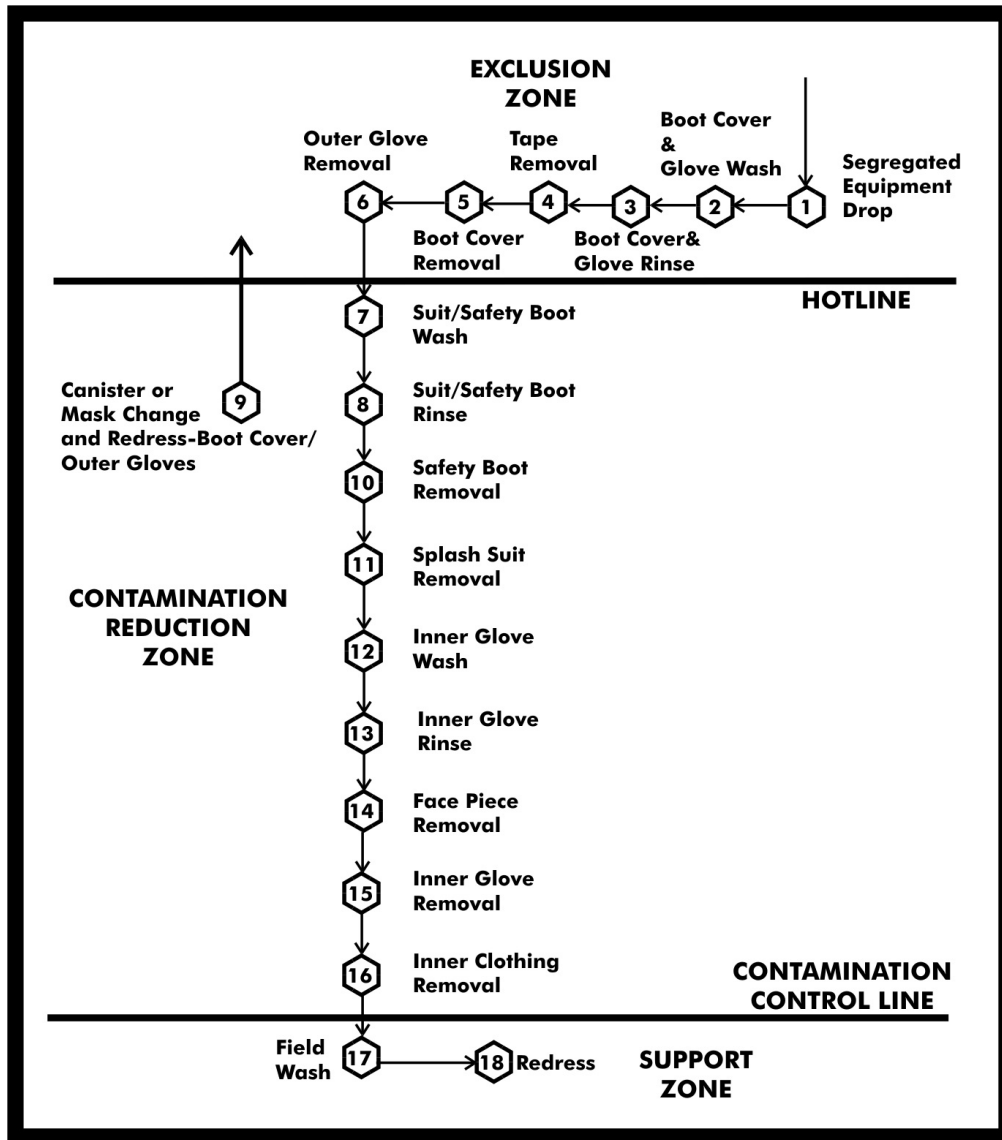 EXCLUSION
ZONE
Outer Glove
Removal
Tape
Removal
Boot Cover
&
Glove Wash
Segregated
Equipment
Drop
6
5
4
3
2
1
Boot Cover
Removal
Boot Cover&
Glove Rinse
HOTLINE
7
Suit/Safety Boot
Wash
Canister or
Mask Change
and Redress-Boot Cover/
Outer Gloves
9
8
Suit/Safety Boot
Rinse
10
Safety Boot
Removal
11
Splash Suit
Removal
CONTAMINATION
REDUCTION
ZONE
12
Inner Glove
Wash
13
Inner Glove
Rinse
14
Face Piece
Removal
15
Inner Glove
Removal
16
Inner Clothing
Removal
CONTAMINATION
CONTROL LINE
Field
Wash
17
18
Redress
SUPPORT
ZONE